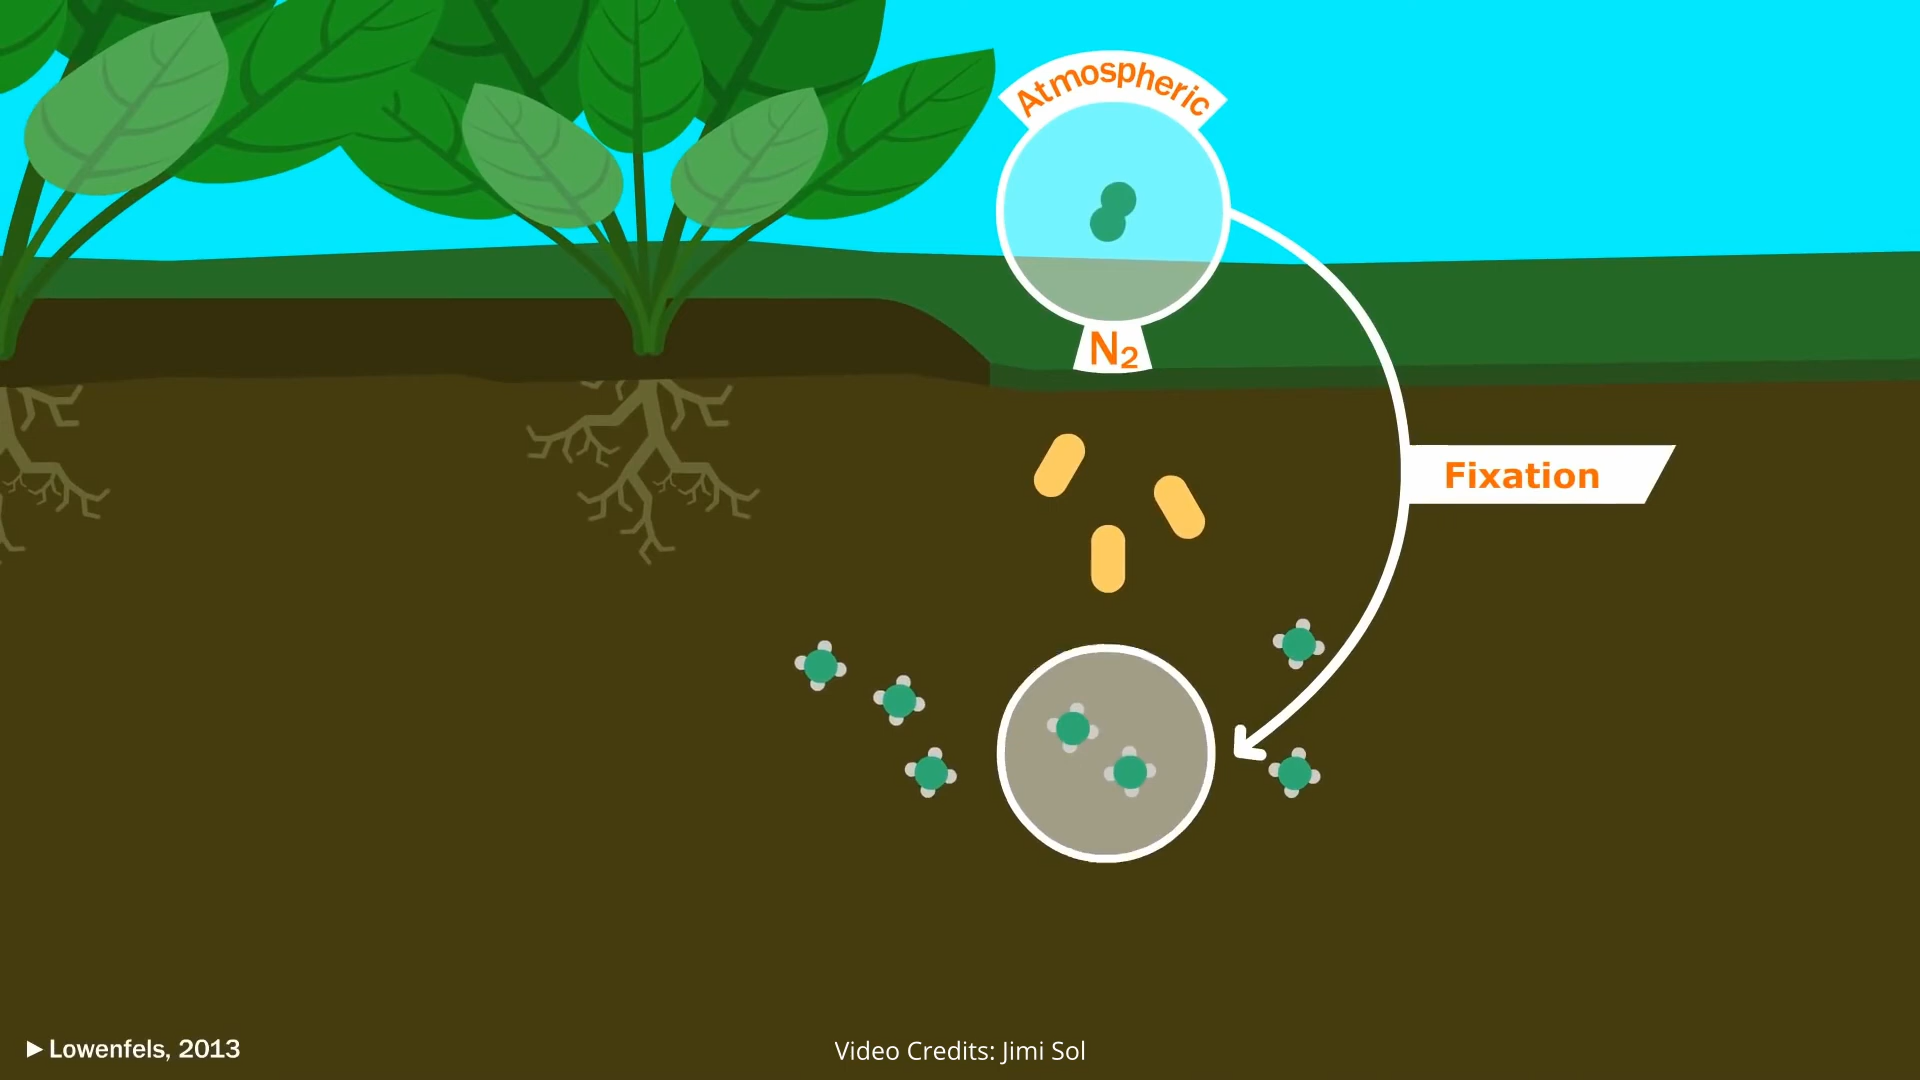 Atmospheric
N₂
Fixation
▶ Lowenfels, 2013
Video Credits: Jimi Sol